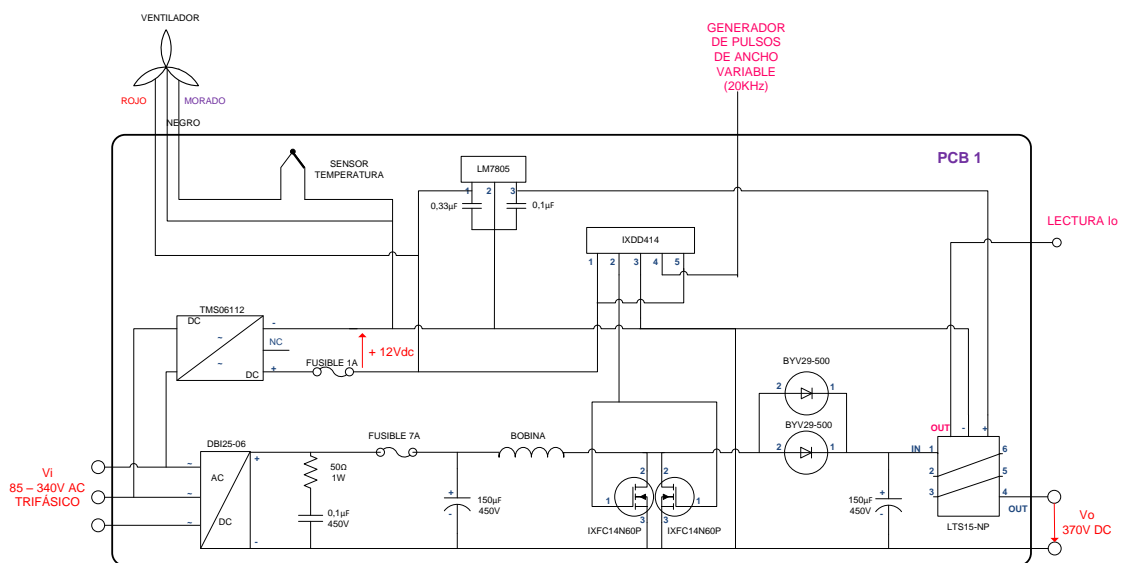 VENTILADOR
ROJO
MORADO
NEGRO
GENERADOR
DE PULSOS
DE ANCHO
VARIABLE
(20KHz)
PCB 1
SENSOR
TEMPERATURA
LM7805
1
2
3
0,33µF
0,1µF
IXDD414
1
2
3
4
5
LECTURA Io
TMS06112
DC
~
~
DC
-
NC
+
FUSIBLE 1A
+ 12Vdc
BYV29-500
2
1
BYV29-500
2
1
DBI25-06
FUSIBLE 7A
BOBINA
Vi
85 – 340V AC
TRIFÁSICO
~
~
~
AC
DC
+
-
50Ω
1W
0,1µF
450V
+
-
150µF
450V
2
1
3
IXFC14N60P
2
1
3
IXFC14N60P
+
-
150µF
450V
OUT
-
+
IN
1
2
3
6
5
4
OUT
LTS15-NP
Vo
370V DC